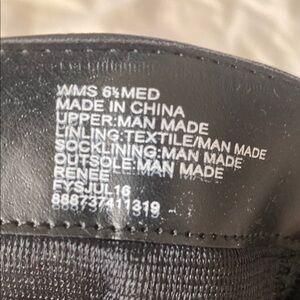 WMS 6½MED
MADE IN CHINA
UPPER:MAN MADE
LINLING:TEXTILE/MAN MADE
SOCKLINING:MAN MADE
OUTSOLE:MAN MADE
RENEE
FYSJUL16
888737411319